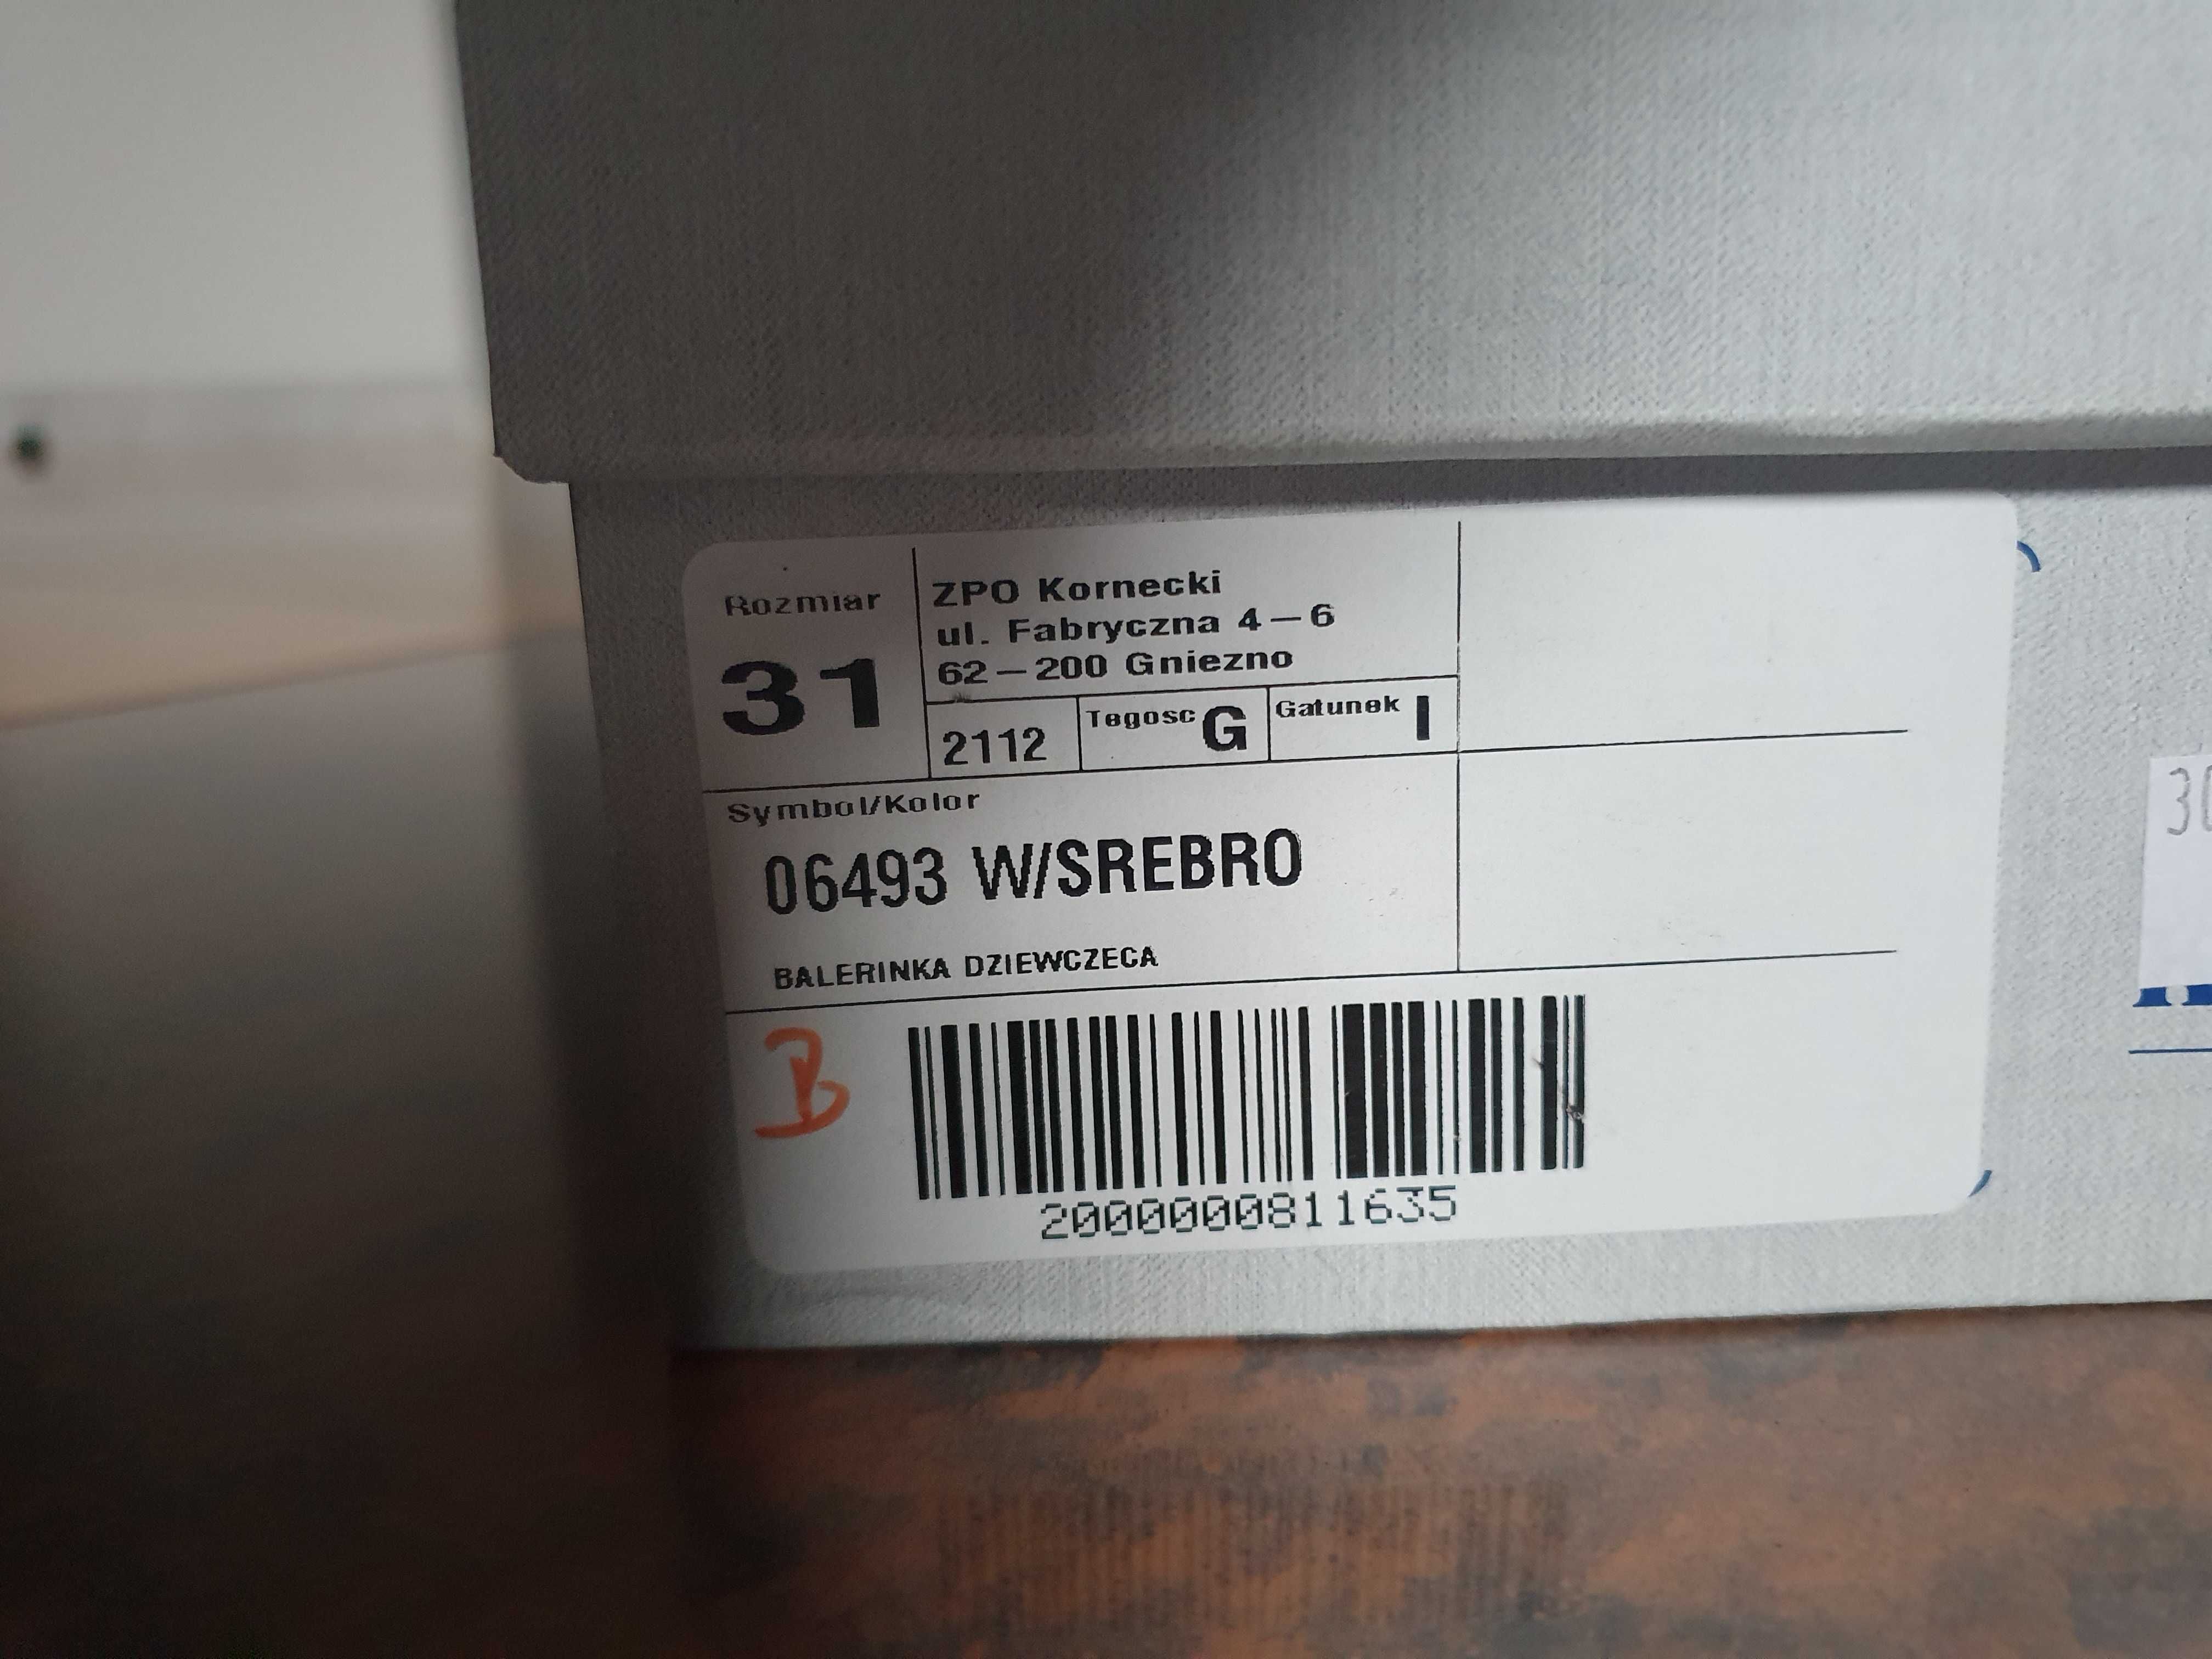 Rozmiar
31
ZPO Kornecki
ul. Fabryczna 4-6
62-200 Gniezno
2112
Tegosc G
Gatunek I
Symbol/Kolor
06493 W/SREBRO
BALERINKA DZIEWCZECA
B
2000000811635